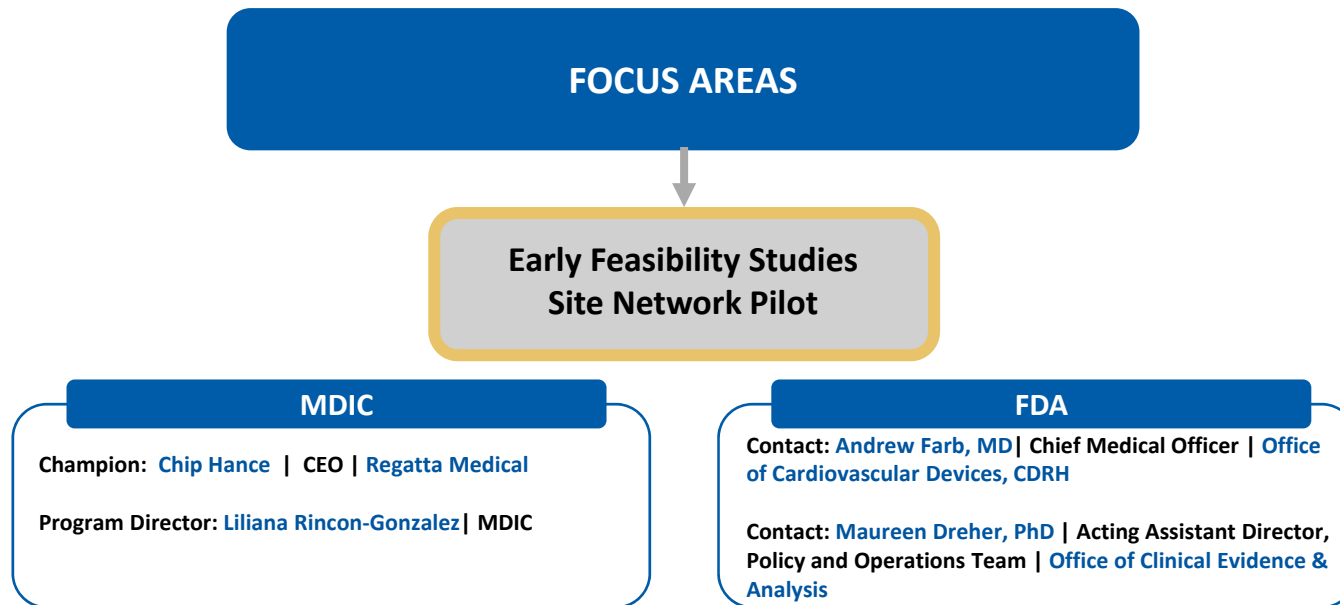 FOCUS AREAS
Early Feasibility Studies
Site Network Pilot
MDIC
Champion: Chip Hance | CEO | Regatta Medical
Program Director: Liliana Rincon-Gonzalez| MDIC
FDA
Contact: Andrew Farb, MD| Chief Medical Officer | Office
of Cardiovascular Devices, CDRH
Contact: Maureen Dreher, PhD | Acting Assistant Director,
Policy and Operations Team | Office of Clinical Evidence &
Analysis